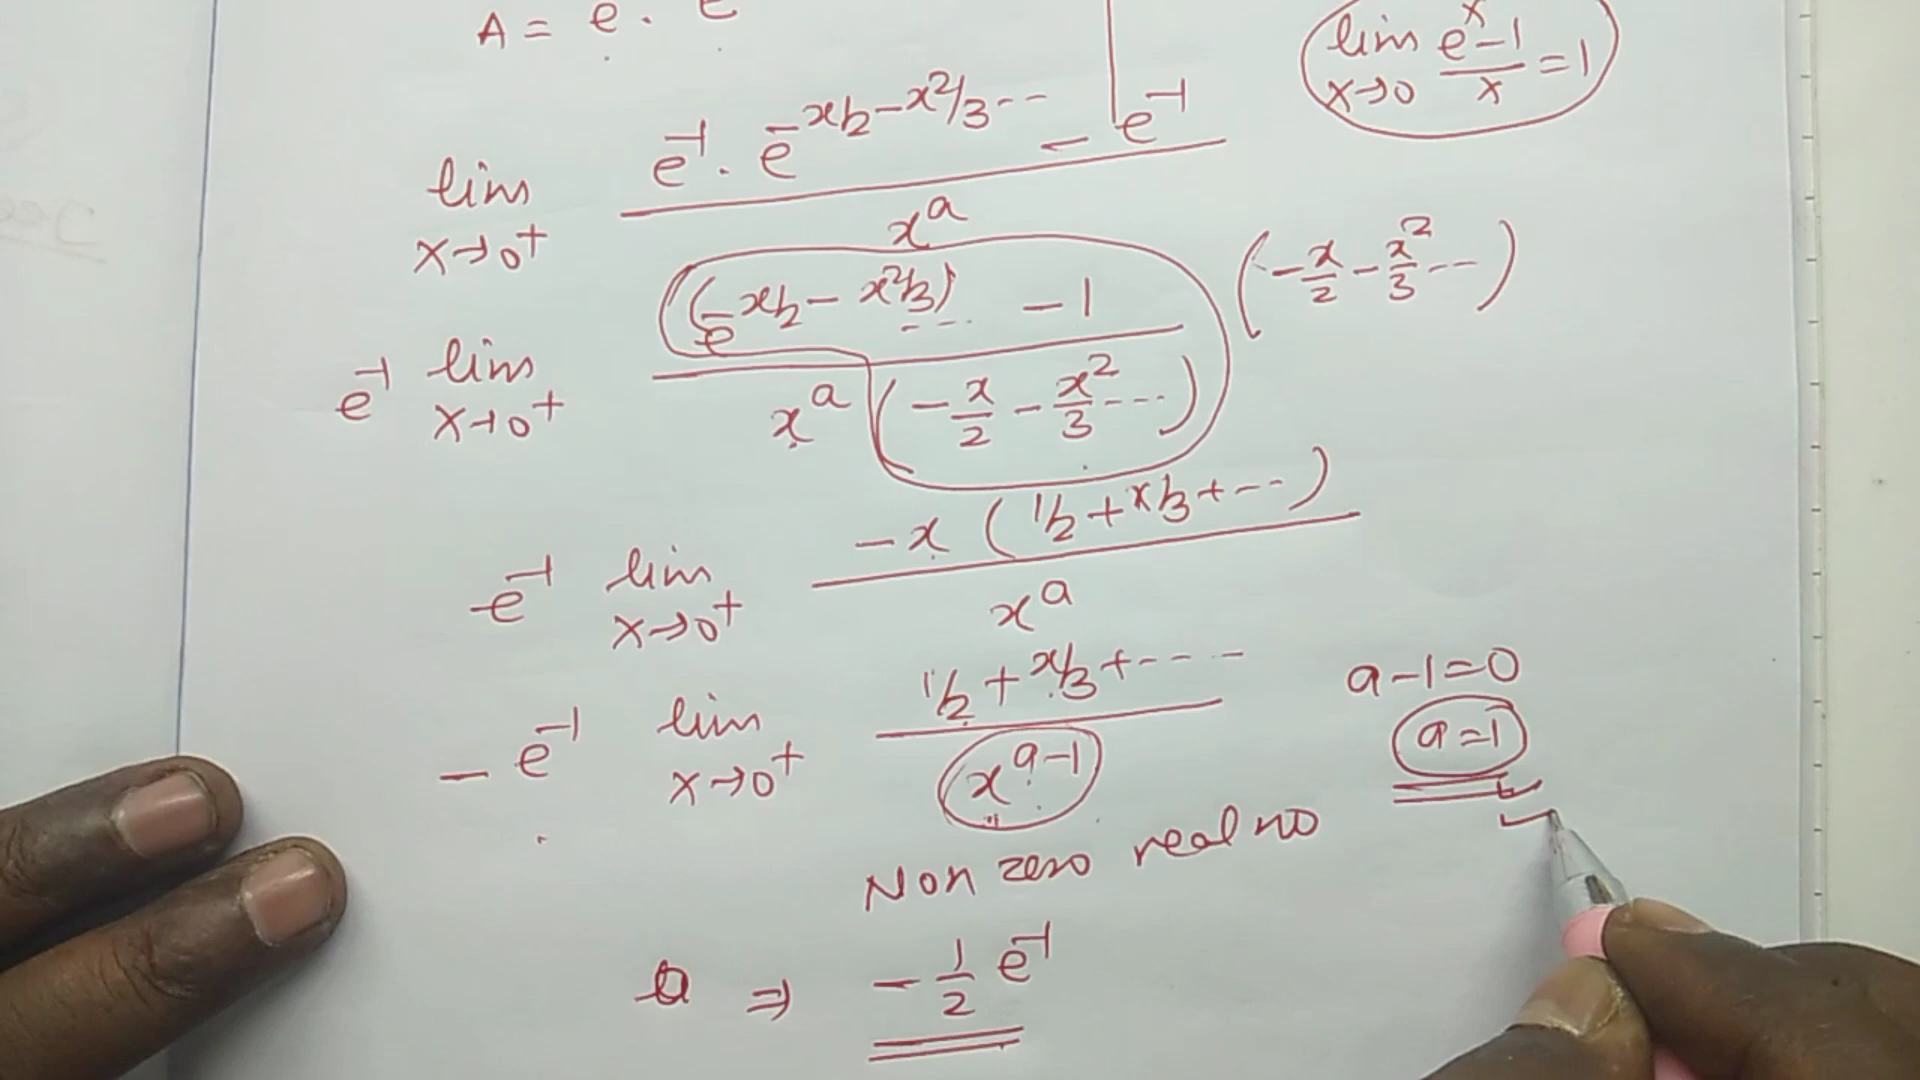 A = e . e
lim x→0 (e^x - 1)/x = 1
lim x→0+ (e^-1 . e^(-x/2 - x²/3 ---) - e^-1)/x^a
e^-1 lim x→0+ (e^(-x/2 - x²/3 ----) - 1)/(x^a (-x/2 - x²/3 ---)) (-x/2 - x²/3 ---)
e^-1 lim x→0+ (-x (1/2 + x/3 + ---))/x^a
- e^-1 lim x→0+ (1/2 + x/3 + ----)/x^(a-1)
a - 1 = 0
a = 1
Non zero real no
a ⇒ - 1/2 e^-1